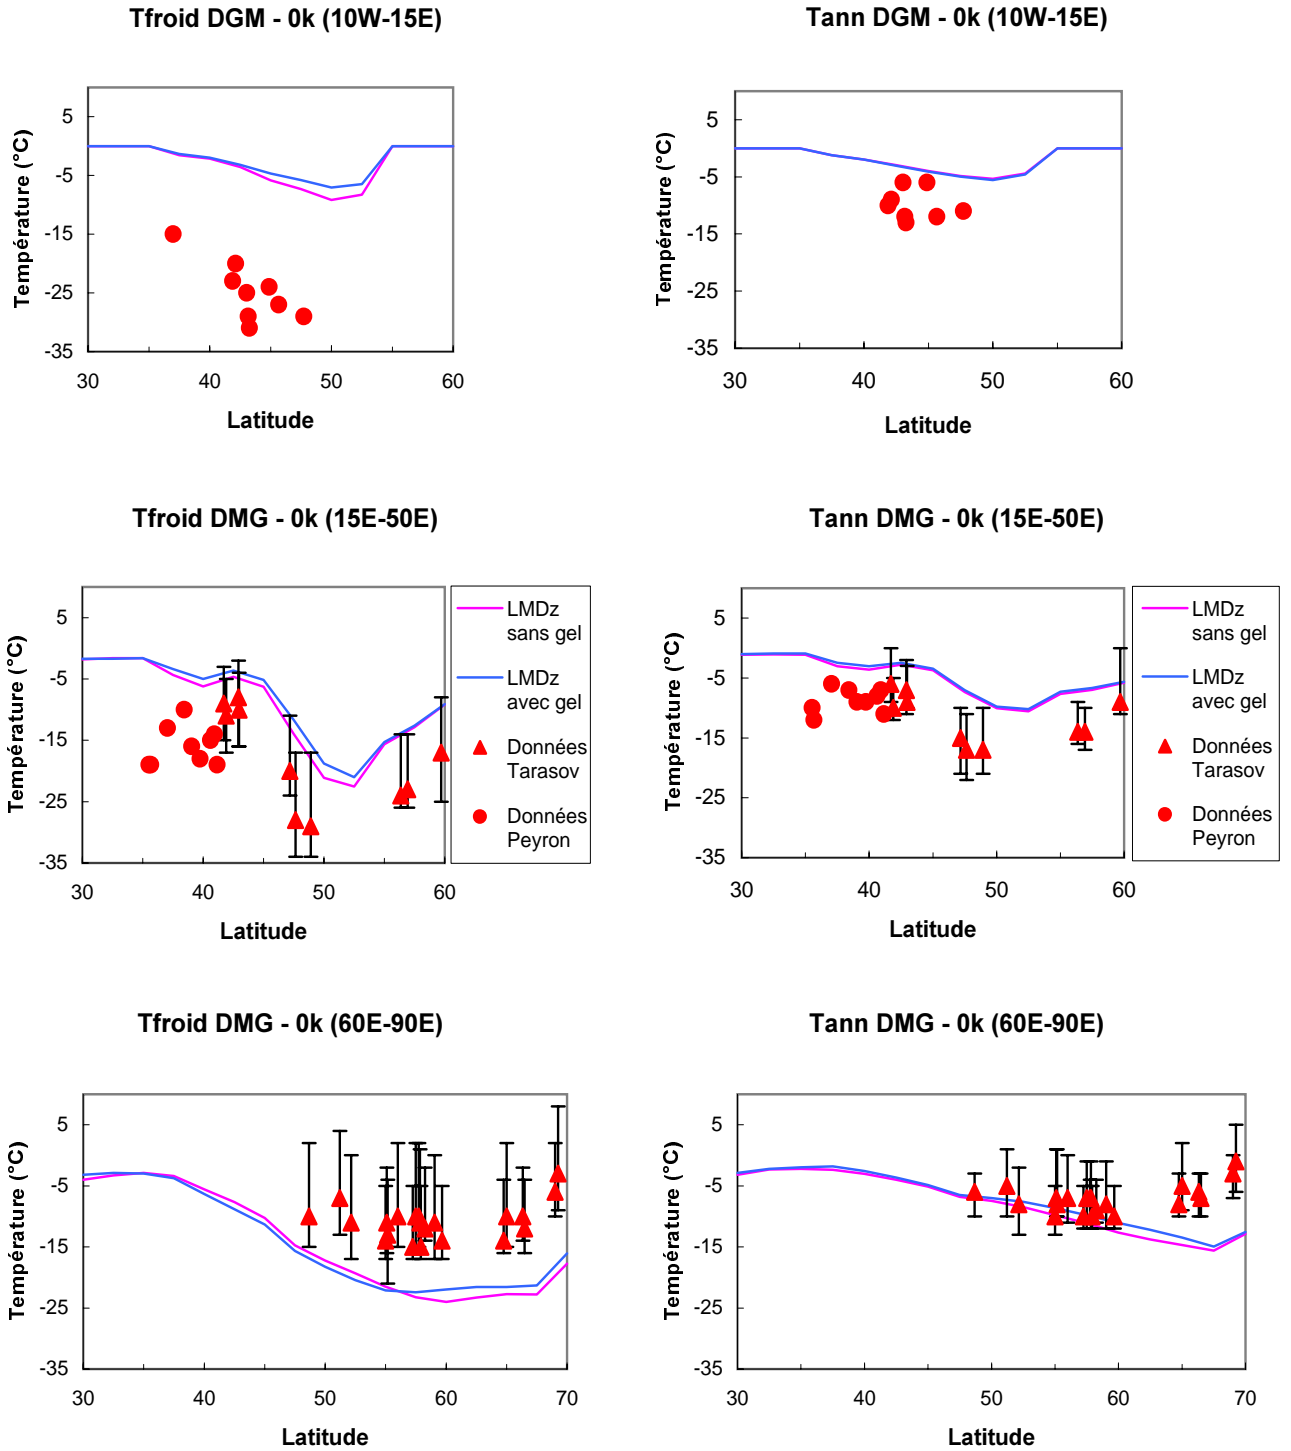 Tfroid DGM - 0k (10W-15E)
Température (°C)
5
-5
-15
-25
-35
30 40 50 60
Latitude
Tann DGM - 0k (10W-15E)
Température (°C)
5
-5
-15
-25
-35
30 40 50 60
Latitude
Tfroid DMG - 0k (15E-50E)
Température (°C)
5
-5
-15
-25
-35
30 40 50 60
Latitude
LMDz
sans gel
LMDz
avec gel
Données
Tarasov
Données
Peyron
Tann DMG - 0k (15E-50E)
Température (°C)
5
-5
-15
-25
-35
30 40 50 60
Latitude
LMDz
sans gel
LMDz
avec gel
Données
Tarasov
Données
Peyron
Tfroid DMG - 0k (60E-90E)
Température (°C)
5
-5
-15
-25
-35
30 40 50 60 70
Latitude
Tann DMG - 0k (60E-90E)
Température (°C)
5
-5
-15
-25
-35
30 40 50 60 70
Latitude